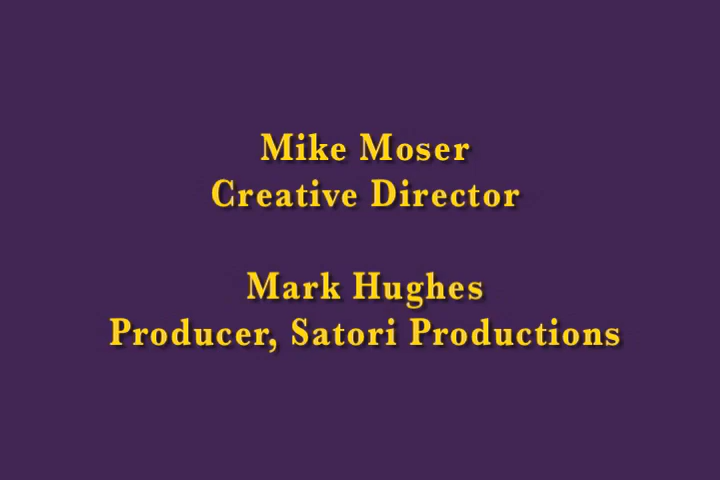 Mike Moser
Creative Director
Mark Hughes
Producer, Satori Productions